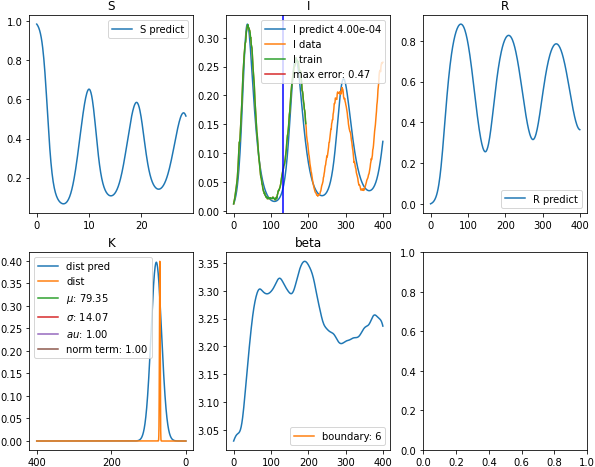 S
I
R
S predict
I predict 4.00e-04
I data
I train
max error: 0.47
R predict
1.0
0.8
0.6
0.4
0.2
0.30
0.25
0.20
0.15
0.10
0.05
0.00
0.8
0.6
0.4
0.2
0.0
0 10 20
0 100 200 300 400
0 100 200 300 400
K
beta
dist pred
dist
μ: 79.35
σ: 14.07
au: 1.00
norm term: 1.00
boundary: 6
0.40
0.35
0.30
0.25
0.20
0.15
0.10
0.05
0.00
3.35
3.30
3.25
3.20
3.15
3.10
3.05
1.0
0.8
0.6
0.4
0.2
0.0
400 200 0
0 100 200 300 400
0.0 0.2 0.4 0.6 0.8 1.0